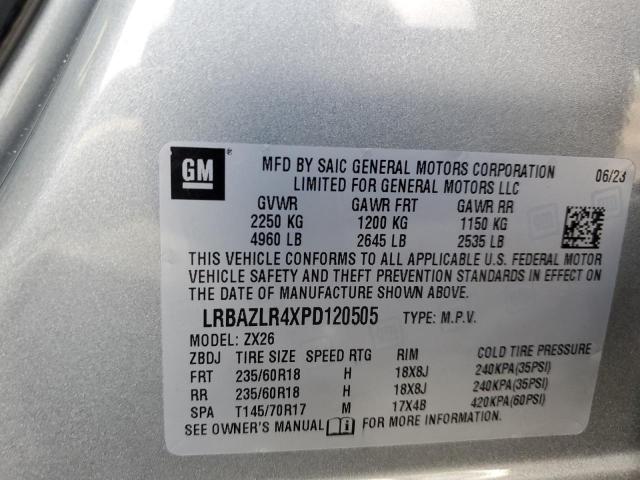 GM ®
MFD BY SAIC GENERAL MOTORS CORPORATION 06/23
LIMITED FOR GENERAL MOTORS LLC
GVWR GAWR FRT GAWR RR
2250 KG 1200 KG 1150 KG
4960 LB 2645 LB 2535 LB
THIS VEHICLE CONFORMS TO ALL APPLICABLE U.S. FEDERAL MOTOR
VEHICLE SAFETY AND THEFT PREVENTION STANDARDS IN EFFECT ON
THE DATE OF MANUFACTURE SHOWN ABOVE.
LRBAZLR4XPD120505 TYPE: M.P.V.
MODEL: ZX26
ZBDJ TIRE SIZE SPEED RTG RIM COLD TIRE PRESSURE
FRT 235/60R18 H 18X8J 240KPA(35PSI)
RR 235/60R18 H 18X8J 240KPA(35PSI)
SPA T145/70R17 M 17X4B 420KPA(60PSI)
SEE OWNER'S MANUAL FOR MORE INFORMATION.